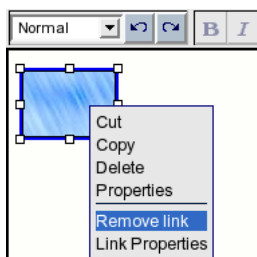 Normal B I
Cut
Copy
Delete
Properties
Remove link
Link Properties